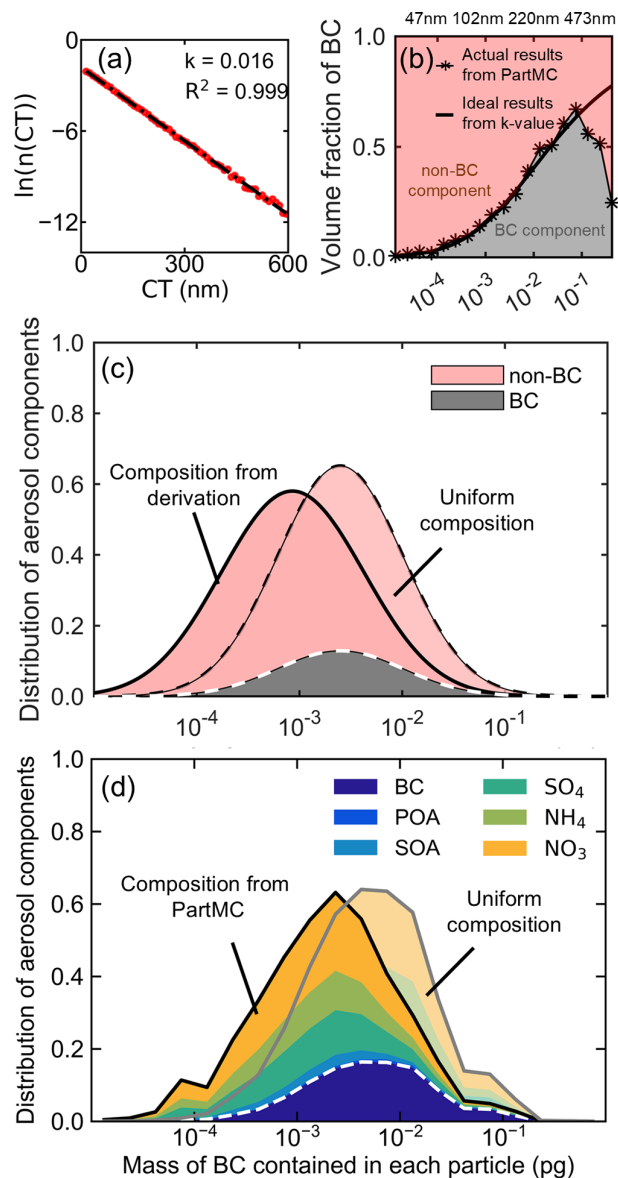 (a)
k = 0.016
R² = 0.999
ln(n(CT))
0
−6
−12
0
300
600
CT (nm)
47nm 102nm 220nm 473nm
(b)
Actual results
from PartMC
Ideal results
from k-value
non-BC
component
BC component
Volume fraction of BC
1.0
0.5
0.0
10⁻⁴
10⁻³
10⁻²
10⁻¹
(c)
non-BC
BC
Composition from
derivation
Uniform
composition
Distribution of aerosol components
1.0
0.8
0.6
0.4
0.2
0.0
10⁻⁴
10⁻³
10⁻²
10⁻¹
(d)
BC
POA
SOA
SO₄
NH₄
NO₃
Composition from
PartMC
Uniform
composition
Distribution of aerosol components
1.0
0.8
0.6
0.4
0.2
0.0
10⁻⁴
10⁻³
10⁻²
10⁻¹
Mass of BC contained in each particle (pg)